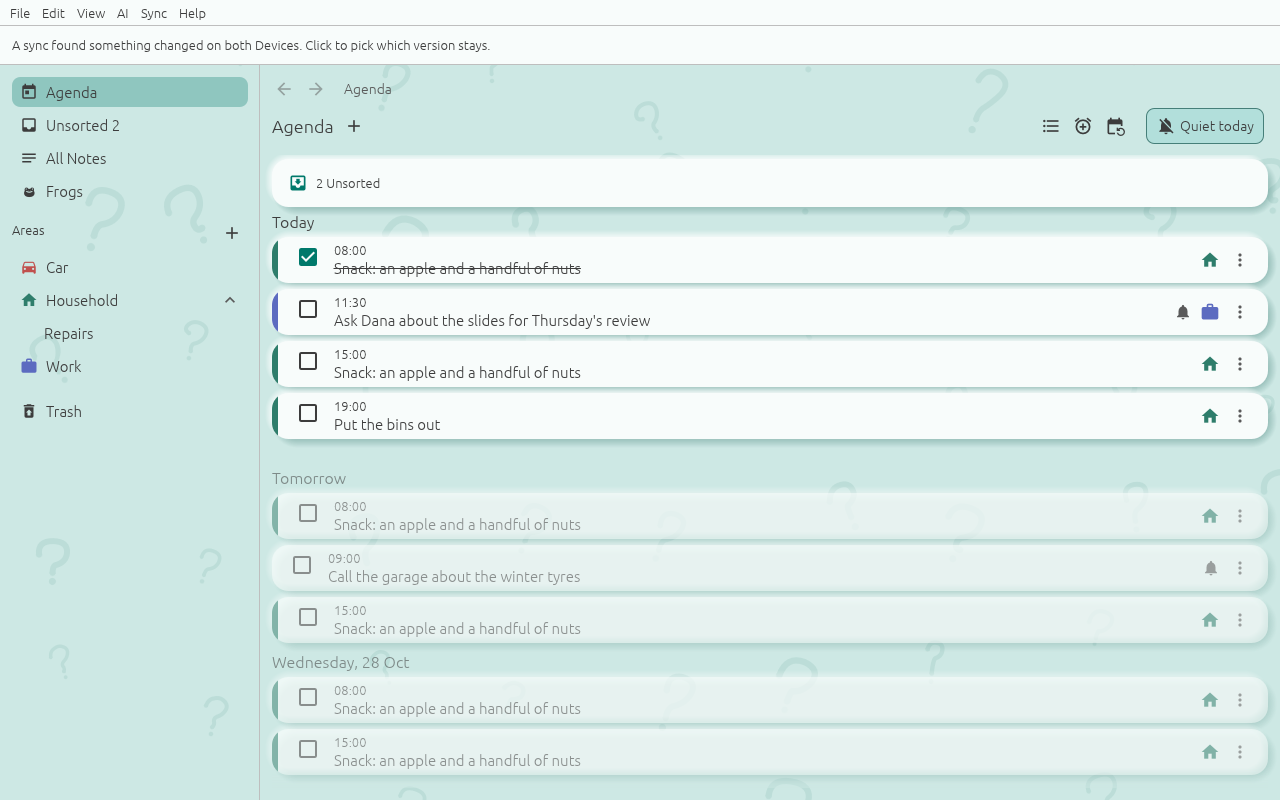 File Edit View AI Sync Help
A sync found something changed on both Devices. Click to pick which version stays.
Agenda
Unsorted 2
All Notes
Frogs
Areas
Car
Household
Repairs
Work
Trash
Agenda
Agenda
Quiet today
2 Unsorted
Today
08:00
Snack: an apple and a handful of nuts
11:30
Ask Dana about the slides for Thursday's review
15:00
Snack: an apple and a handful of nuts
19:00
Put the bins out
Tomorrow
08:00
Snack: an apple and a handful of nuts
09:00
Call the garage about the winter tyres
15:00
Snack: an apple and a handful of nuts
Wednesday, 28 Oct
08:00
Snack: an apple and a handful of nuts
15:00
Snack: an apple and a handful of nuts